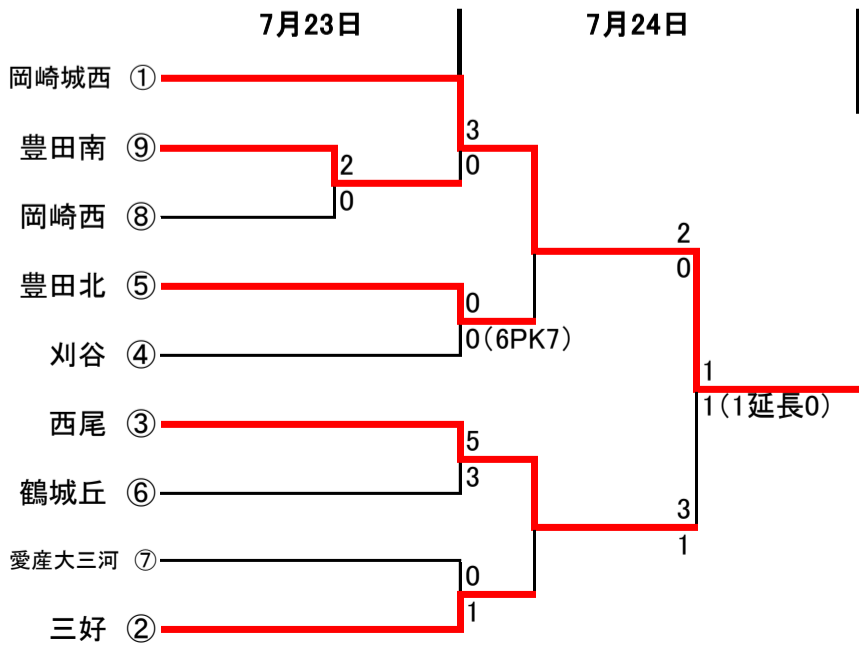 7月23日
7月24日
岡崎城西 ①
3
豊田南 ⑨
2
0
0
岡崎西 ⑧
2
0
豊田北 ⑤
0
0(6PK7)
刈谷 ④
1
1(1延長0)
西尾 ③
5
3
鶴城丘 ⑥
3
1
愛産大三河 ⑦
0
1
三好 ②